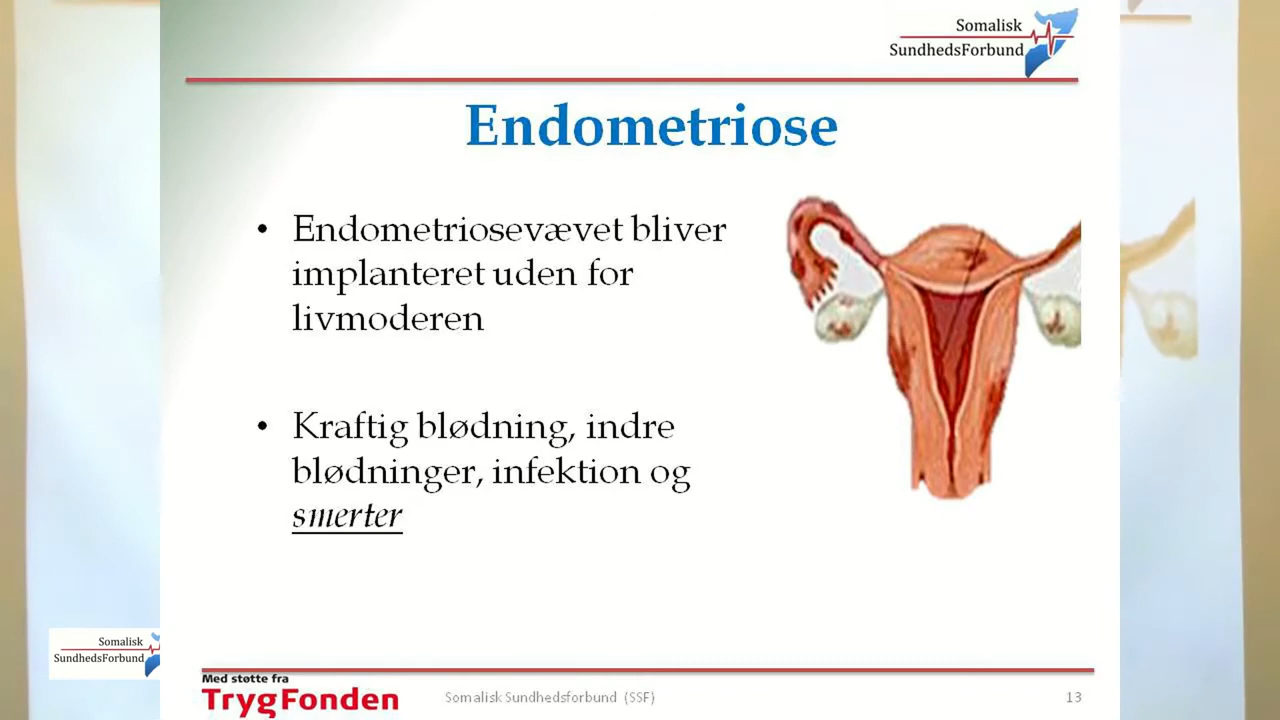 Somalisk
SundhedsForbund
Endometriose
• Endometriosevævet bliver
implanteret uden for
livmoderen
• Kraftig blødning, indre
blødninger, infektion og
smerter
Somalisk
SundhedsForbund
Med støtte fra
TrygFonden
Somalisk Sundhedsforbund (SSF)
13